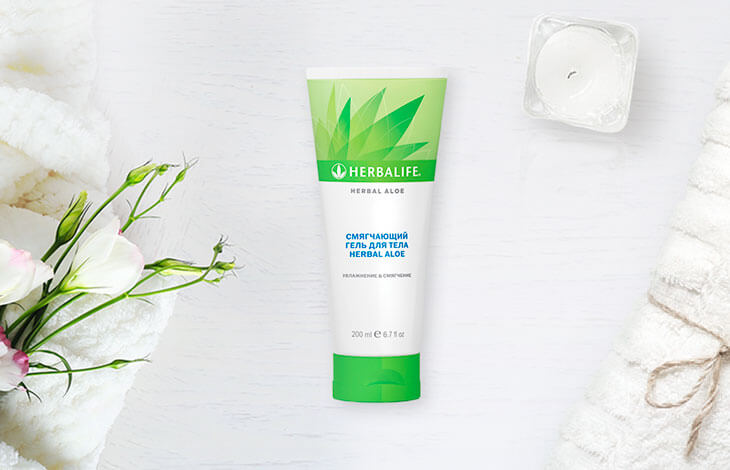 HERBALIFE.
HERBAL ALOE
СМЯГЧАЮЩИЙ
ГЕЛЬ ДЛЯ ТЕЛА
HERBAL ALOE
УВЛАЖНЕНИЕ & СМЯГЧЕНИЕ
200 ml ℮ 6.7 fl oz